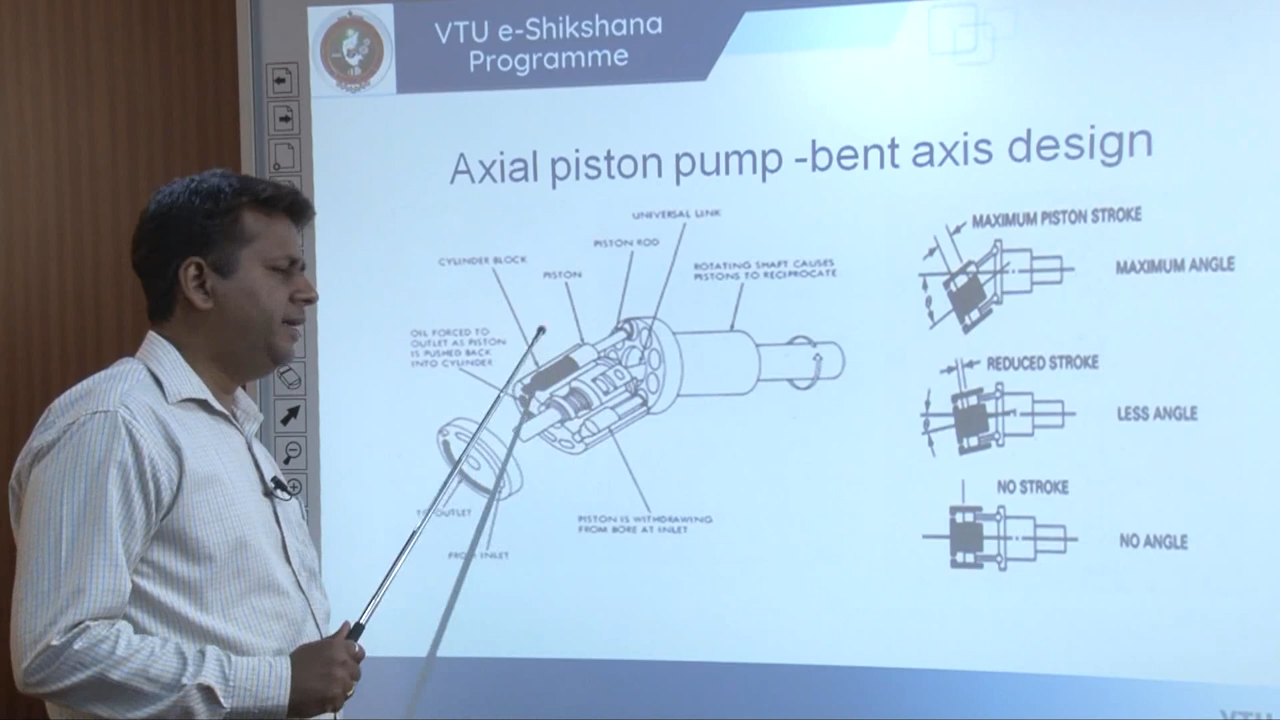 VTU e-Shikshana
Programme
Axial piston pump -bent axis design
UNIVERSAL LINK
PISTON ROD
CYLINDER BLOCK
PISTON
ROTATING SHAFT CAUSES
PISTONS TO RECIPROCATE
OIL FORCED TO
OUTLET AS PISTON
IS PUSHED BACK
INTO CYLINDER
OUTLET
PISTON IS WITHDRAWING
FROM BORE AT INLET
INLET
MAXIMUM PISTON STROKE
MAXIMUM ANGLE
REDUCED STROKE
LESS ANGLE
NO STROKE
NO ANGLE
VTU